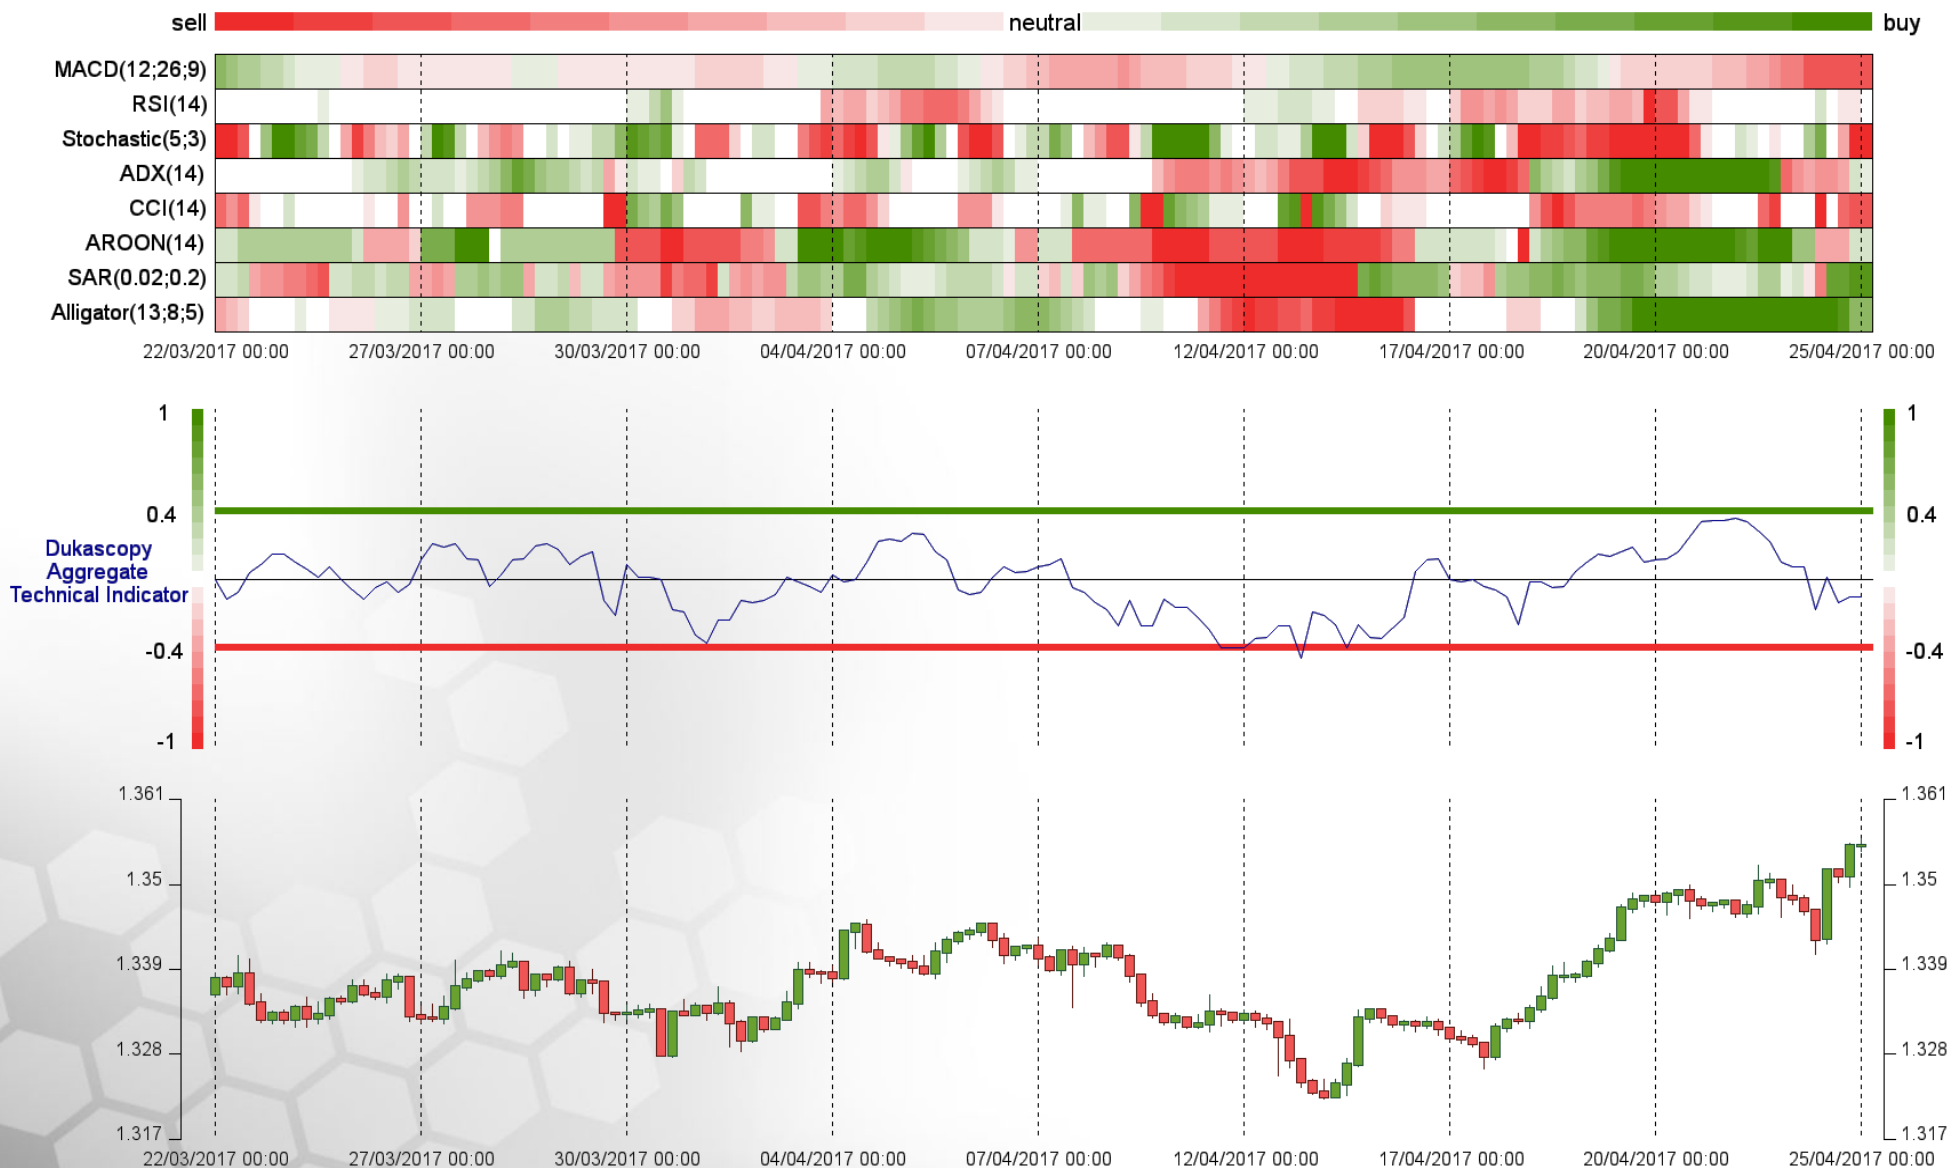 sell neutral buy
MACD(12;26;9)
RSI(14)
Stochastic(5;3)
ADX(14)
CCI(14)
AROON(14)
SAR(0.02;0.2)
Alligator(13;8;5)
22/03/2017 00:00 27/03/2017 00:00 30/03/2017 00:00 04/04/2017 00:00 07/04/2017 00:00 12/04/2017 00:00 17/04/2017 00:00 20/04/2017 00:00 25/04/2017 00:00
1 1
0.4 0.4
Dukascopy
Aggregate
Technical Indicator
-0.4 -0.4
-1 -1
1.361 1.361
1.35 1.35
1.339 1.339
1.328 1.328
1.317 1.317
22/03/2017 00:00 27/03/2017 00:00 30/03/2017 00:00 04/04/2017 00:00 07/04/2017 00:00 12/04/2017 00:00 17/04/2017 00:00 20/04/2017 00:00 25/04/2017 00:00